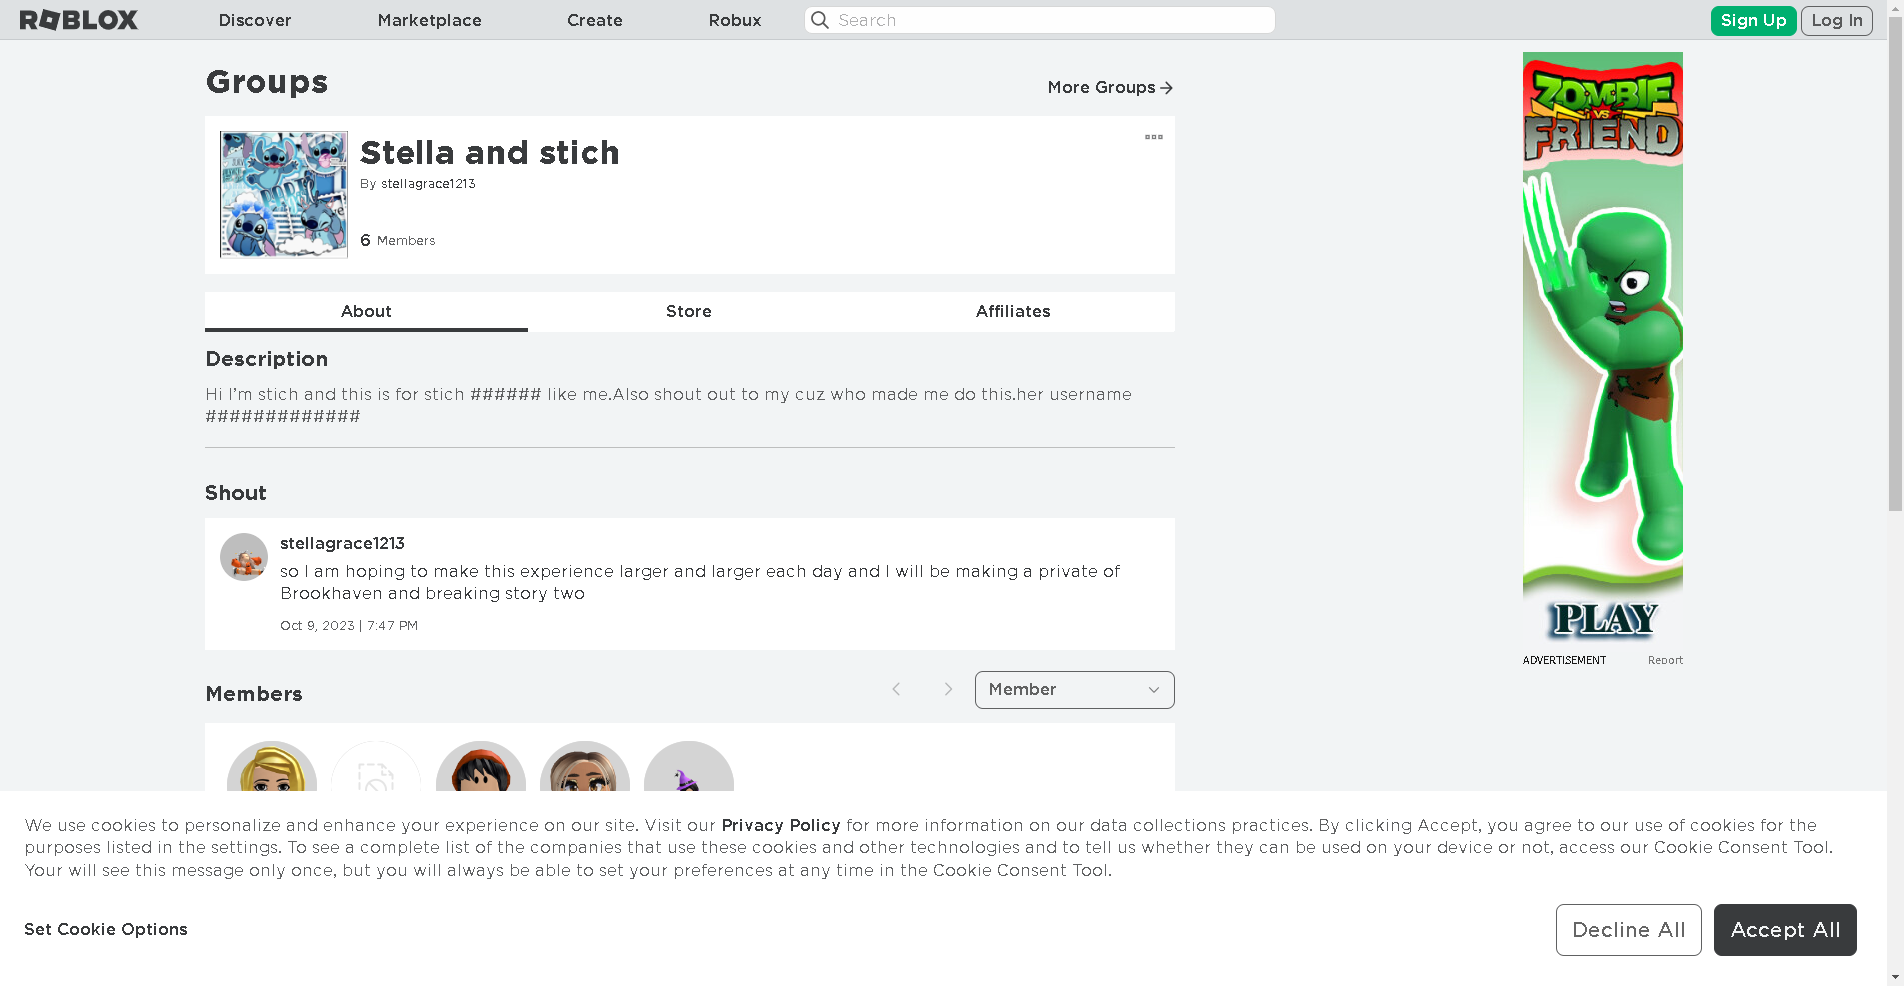 ROBLOX
Discover
Marketplace
Create
Robux
Search
Sign Up
Log In
Groups
More Groups
Stella and stich
By stellagrace1213
6 Members
About
Store
Affiliates
Description
Hi I'm stich and this is for stich ###### like me.Also shout out to my cuz who made me do this.her username
#############
Shout
stellagrace1213
so I am hoping to make this experience larger and larger each day and I will be making a private of
Brookhaven and breaking story two
Oct 9, 2023 | 7:47 PM
Members
Member
ZOMBIE
VS
FRIEND
PLAY
ADVERTISEMENT
Report
We use cookies to personalize and enhance your experience on our site. Visit our Privacy Policy for more information on our data collections practices. By clicking Accept, you agree to our use of cookies for the
purposes listed in the settings. To see a complete list of the companies that use these cookies and other technologies and to tell us whether they can be used on your device or not, access our Cookie Consent Tool.
Your will see this message only once, but you will always be able to set your preferences at any time in the Cookie Consent Tool.
Set Cookie Options
Decline All
Accept All